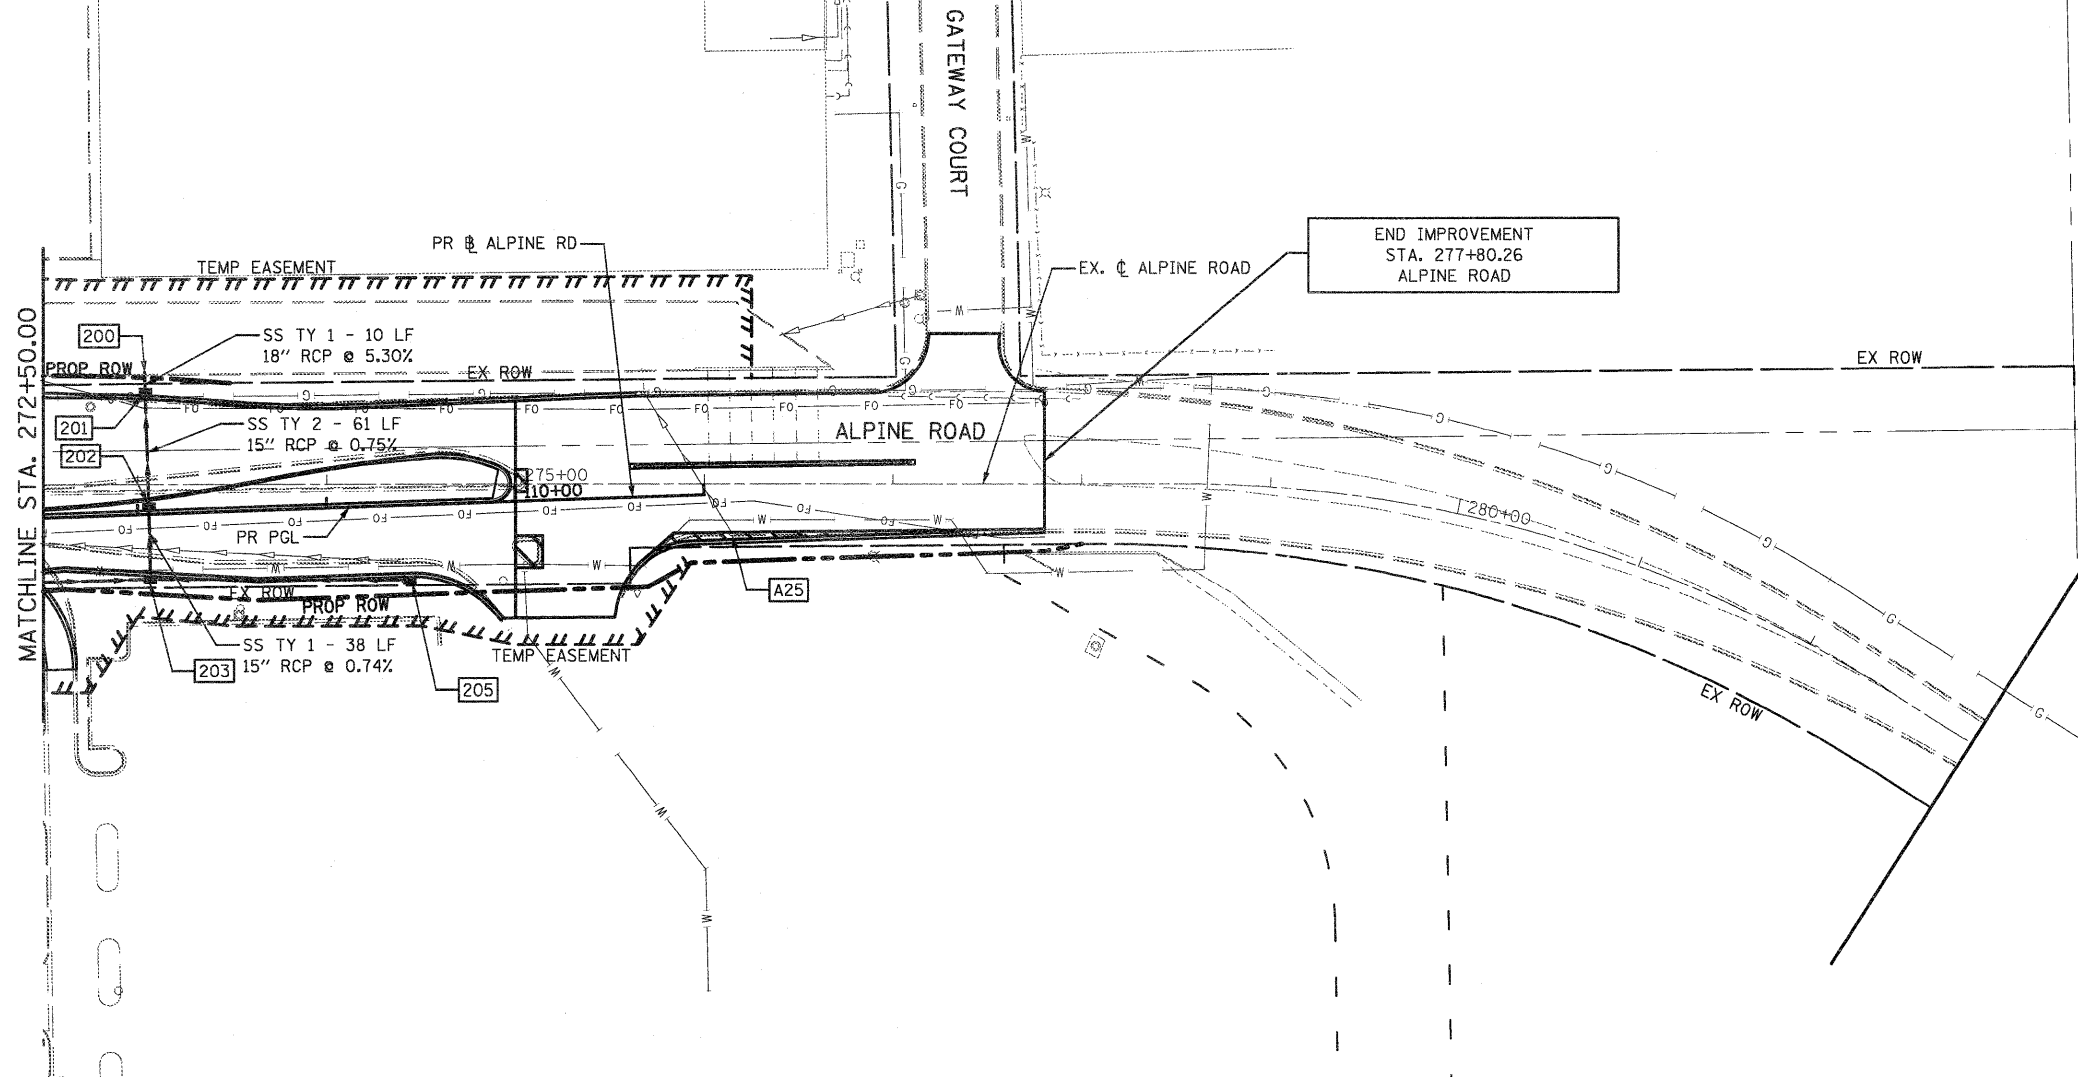 GATEWAY COURT
PR ⅊ ALPINE RD
END IMPROVEMENT
STA. 277+80.26
ALPINE ROAD
EX. ℄ ALPINE ROAD
TEMP EASEMENT
MATCHLINE STA. 272+50.00
200
SS TY 1 - 10 LF
18" RCP @ 5.30%
PROP ROW
EX ROW
EX ROW
201
SS TY 2 - 61 LF
15" RCP @ 0.75%
202
ALPINE ROAD
275+00
110+00
280+00
PR PGL
A25
EX ROW
PROP ROW
SS TY 1 - 38 LF
15" RCP @ 0.74%
203
205
TEMP EASEMENT
EX ROW